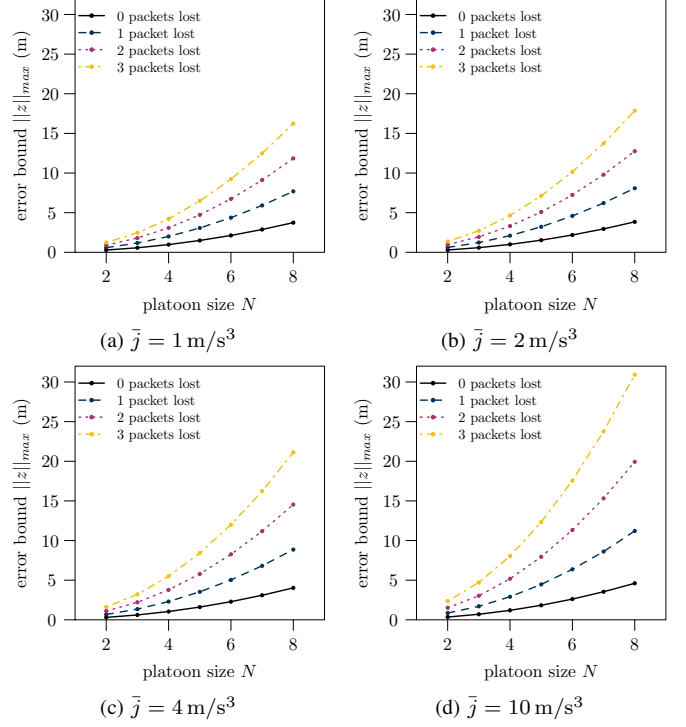 30
25
20
15
10
5
0
error bound ||z||max (m)
0 packets lost
1 packet lost
2 packets lost
3 packets lost
2 4 6 8
platoon size N
(a) j̄ = 1 m/s³
30
25
20
15
10
5
0
error bound ||z||max (m)
0 packets lost
1 packet lost
2 packets lost
3 packets lost
2 4 6 8
platoon size N
(b) j̄ = 2 m/s³
30
25
20
15
10
5
0
error bound ||z||max (m)
0 packets lost
1 packet lost
2 packets lost
3 packets lost
2 4 6 8
platoon size N
(c) j̄ = 4 m/s³
30
25
20
15
10
5
0
error bound ||z||max (m)
0 packets lost
1 packet lost
2 packets lost
3 packets lost
2 4 6 8
platoon size N
(d) j̄ = 10 m/s³